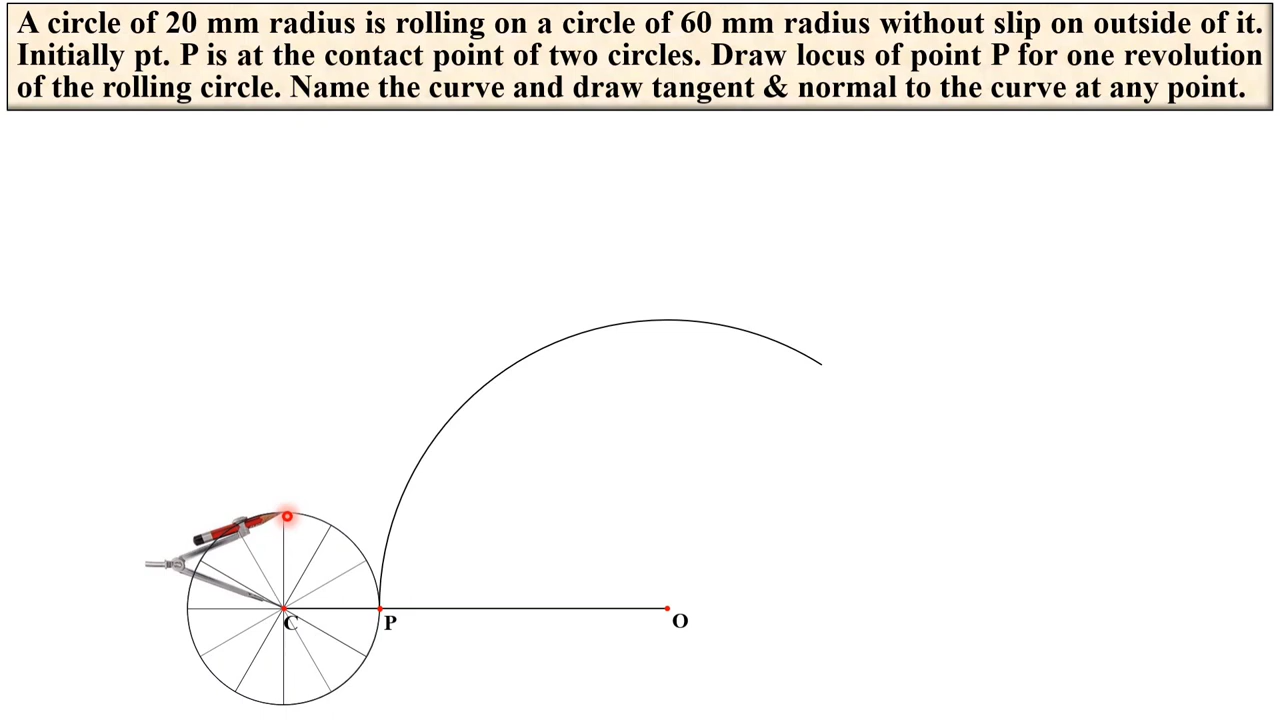 A circle of 20 mm radius is rolling on a circle of 60 mm radius without slip on outside of it.
Initially pt. P is at the contact point of two circles. Draw locus of point P for one revolution
of the rolling circle. Name the curve and draw tangent & normal to the curve at any point.
C P O